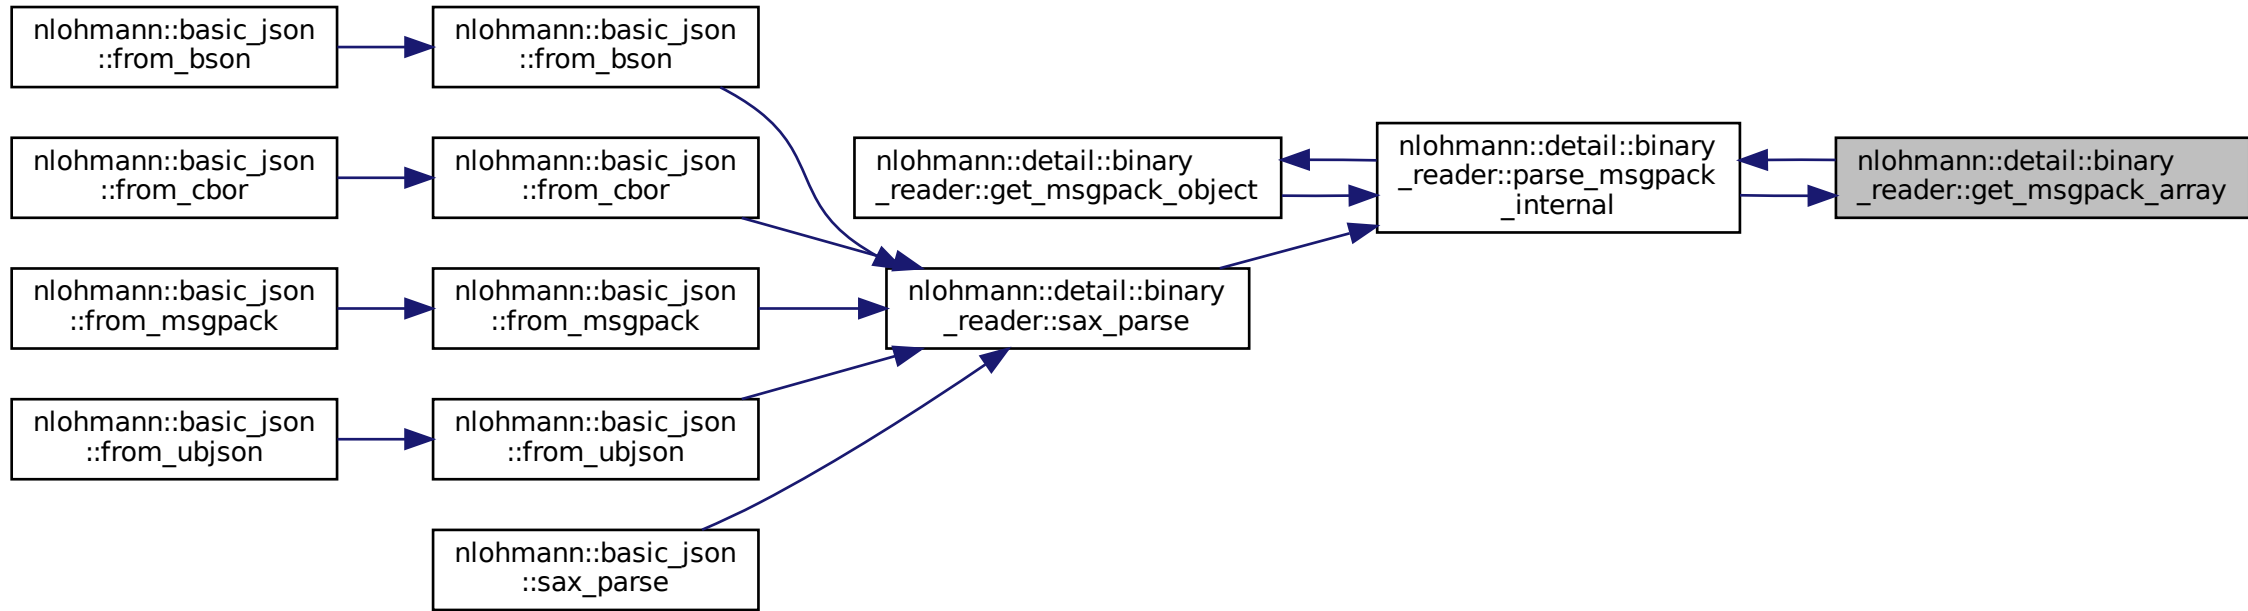 nlohmann::basic_json
::from_bson
nlohmann::basic_json
::from_bson
nlohmann::basic_json
::from_cbor
nlohmann::basic_json
::from_cbor
nlohmann::detail::binary
_reader::get_msgpack_object
nlohmann::detail::binary
_reader::parse_msgpack
_internal
nlohmann::detail::binary
_reader::get_msgpack_array
nlohmann::basic_json
::from_msgpack
nlohmann::basic_json
::from_msgpack
nlohmann::detail::binary
_reader::sax_parse
nlohmann::basic_json
::from_ubjson
nlohmann::basic_json
::from_ubjson
nlohmann::basic_json
::sax_parse